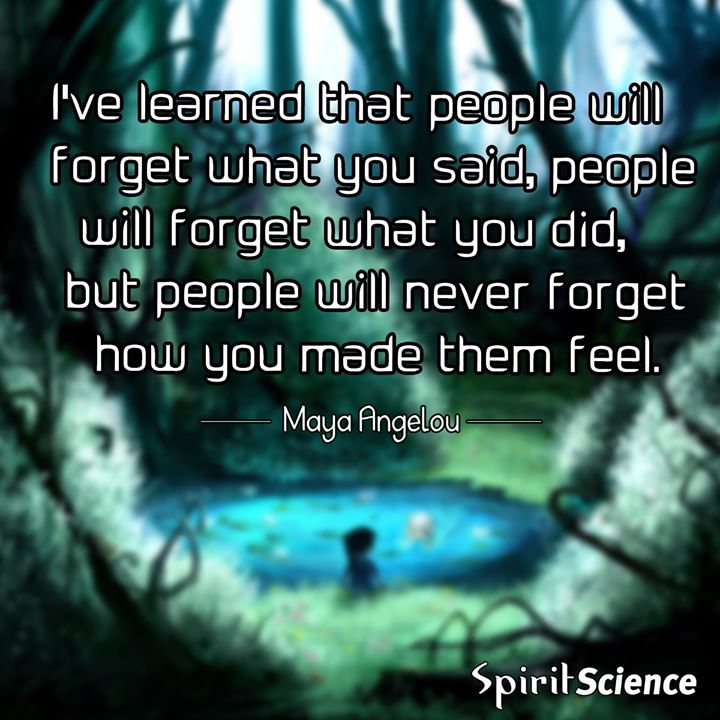 I've learned that people will
forget what you said, people
will forget what you did,
but people will never forget
how you made them feel.
Maya Angelou
SpiritScience